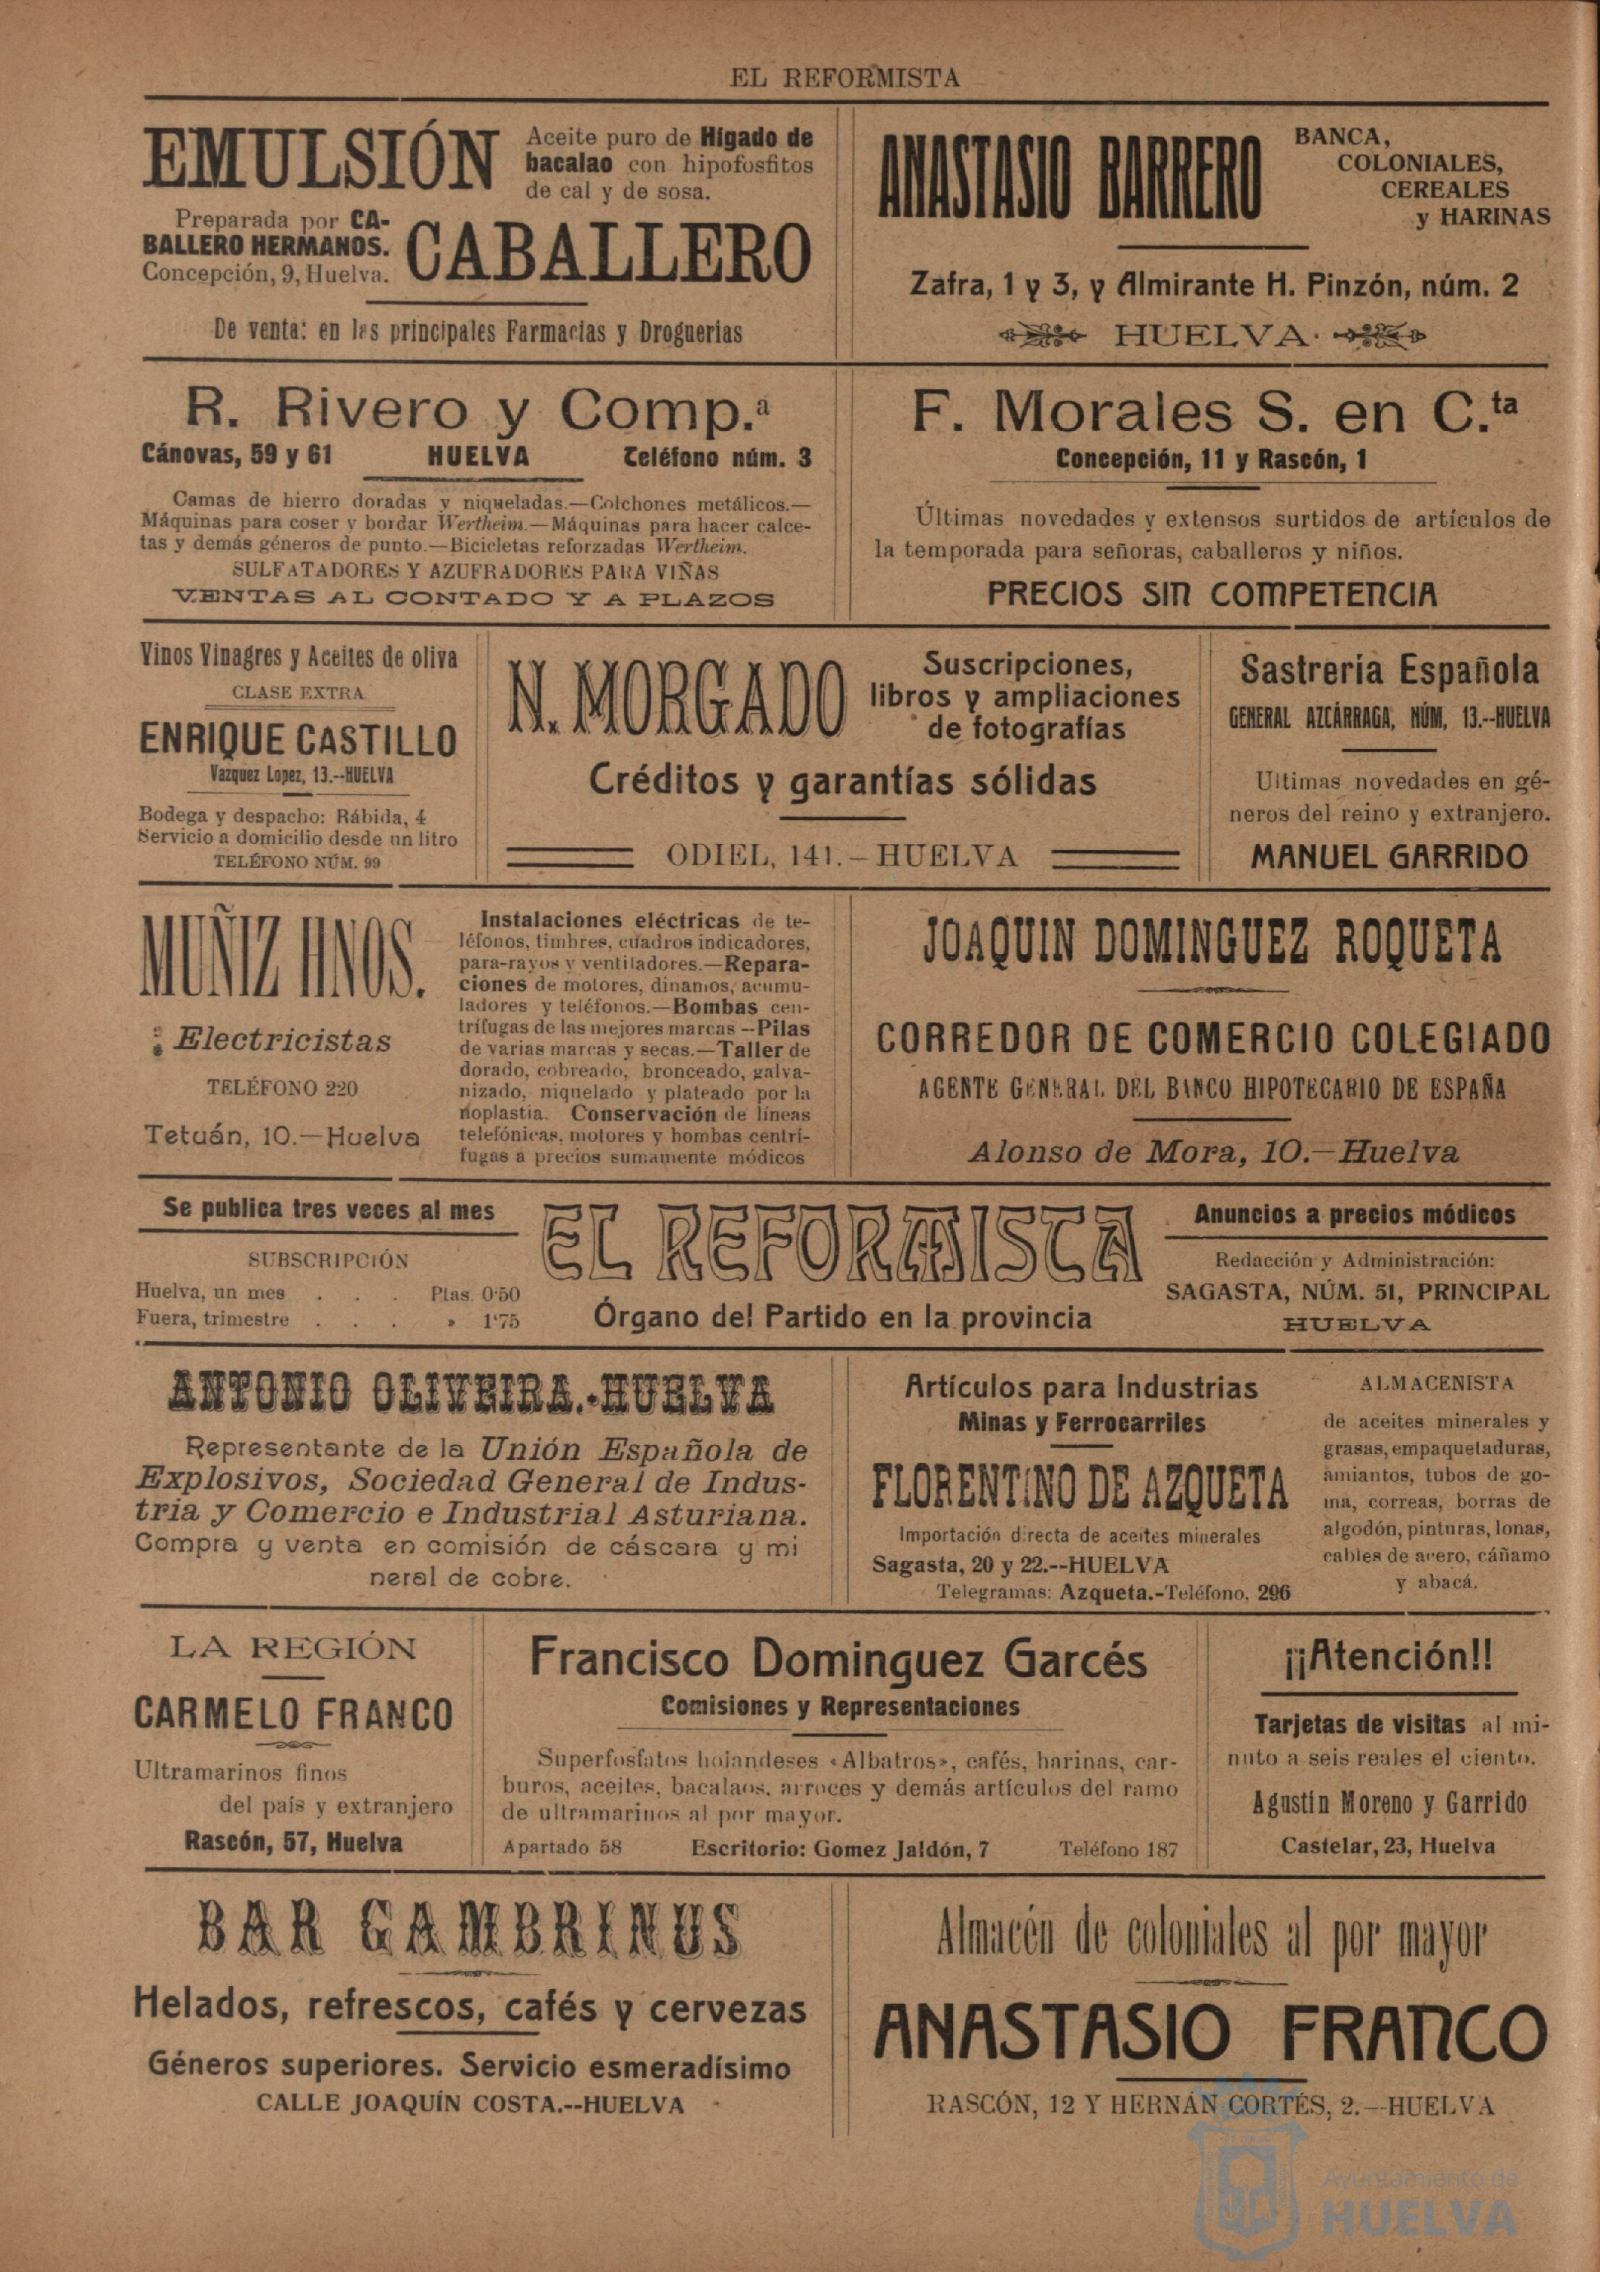 EL REFORMISTA
EMULSIÓN
Aceite puro de Hígado de
bacalao con hipofosfitos
de cal y de sosa.
Preparada por CA-
BALLERO HERMANOS.
Concepción, 9, Huelva.
CABALLERO
De venta: en las principales Farmacias y Droguerias
ANASTASIO BARRERO
BANCA,
COLONIALES,
CEREALES
y HARINAS
Zafra, 1 y 3, y Almirante H. Pinzón, núm. 2
HUELVA
R. Rivero y Comp.ª
Cánovas, 59 y 61 HUELVA Teléfono núm. 3
Camas de hierro doradas y niqueladas.—Colchones metálicos.—
Máquinas para coser y bordar Wertheim.—Máquinas para hacer calce-
tas y demás géneros de punto.—Bicicletas reforzadas Wertheim.
SULFATADORES Y AZUFRADORES PARA VIÑAS
VENTAS AL CONTADO Y A PLAZOS
F. Morales S. en C.ta
Concepción, 11 y Rascón, 1
Últimas novedades y extensos surtidos de artículos de
la temporada para señoras, caballeros y niños.
PRECIOS SIN COMPETENCIA
Vinos Vinagres y Aceites de oliva
CLASE EXTRA
ENRIQUE CASTILLO
Vazquez Lopez, 13.--HUELVA
Bodega y despacho: Rábida, 4
Servicio a domicilio desde un litro
TELÉFONO NÚM. 99
N. MORGADO
Suscripciones,
libros y ampliaciones
de fotografías
Créditos y garantías sólidas
ODIEL, 141.—HUELVA
Sastrería Española
GENERAL AZCÁRRAGA, NÚM, 13.--HUELVA
Ultimas novedades en gé-
neros del reino y extranjero.
MANUEL GARRIDO
MUÑIZ HNOS.
Electricistas
TELÉFONO 220
Tetuán, 10.—Huelva
Instalaciones eléctricas de te-
léfonos, timbres, cuadros indicadores,
para-rayos y ventiladores.—Repara-
ciones de motores, dinamos, acumu-
ladores y teléfonos.—Bombas cen-
trífugas de las mejores marcas --Pilas
de varias marcas y secas.—Taller de
dorado, cobreado, bronceado, galva-
nizado, niquelado y plateado por la
noplastia. Conservación de líneas
telefónicas, motores y bombas centrí-
fugas a precios sumamente módicos
JOAQUIN DOMINGUEZ ROQUETA
CORREDOR DE COMERCIO COLEGIADO
AGENTE GENERAL DEL BANCO HIPOTECARIO DE ESPAÑA
Alonso de Mora, 10.—Huelva
Se publica tres veces al mes
SUBSCRIPCIÓN
Huelva, un mes . . . Ptas. 0'50
Fuera, trimestre . . . » 1'75
EL REFORMISTA
Órgano del Partido en la provincia
Anuncios a precios módicos
Redacción y Administración:
SAGASTA, NÚM. 51, PRINCIPAL
HUELVA
ANTONIO OLIVEIRA.-HUELVA
Representante de la Unión Española de
Explosivos, Sociedad General de Indus-
tria y Comercio e Industrial Asturiana.
Compra y venta en comisión de cáscara y mi
neral de cobre.
Artículos para Industrias
Minas y Ferrocarriles
FLORENTINO DE AZQUETA
Importación directa de aceites minerales
Sagasta, 20 y 22.--HUELVA
Telegramas: Azqueta.-Teléfono, 296
ALMACENISTA
de aceites minerales y
grasas, empaquetaduras,
amiantos, tubos de go-
ma, correas, borras de
algodón, pinturas, lonas,
cables de acero, cáñamo
y abacá.
LA REGIÓN
CARMELO FRANCO
Ultramarinos finos
del país y extranjero
Rascón, 57, Huelva
Francisco Dominguez Garcés
Comisiones y Representaciones
Superfosfatos holandeses «Albatros», cafés, harinas, car-
buros, aceites, bacalaos, arroces y demás artículos del ramo
de ultramarinos al por mayor.
Apartado 58 Escritorio: Gomez Jaldón, 7 Teléfono 187
¡¡Atención!!
Tarjetas de visitas al mi-
nuto a seis reales el ciento.
Agustín Moreno y Garrido
Castelar, 23, Huelva
BAR GAMBRINUS
Helados, refrescos, cafés y cervezas
Géneros superiores. Servicio esmeradísimo
CALLE JOAQUÍN COSTA.--HUELVA
Almacén de coloniales al por mayor
ANASTASIO FRANCO
RASCÓN, 12 Y HERNÁN CORTÉS, 2.--HUELVA
Ayuntamiento de
HUELVA